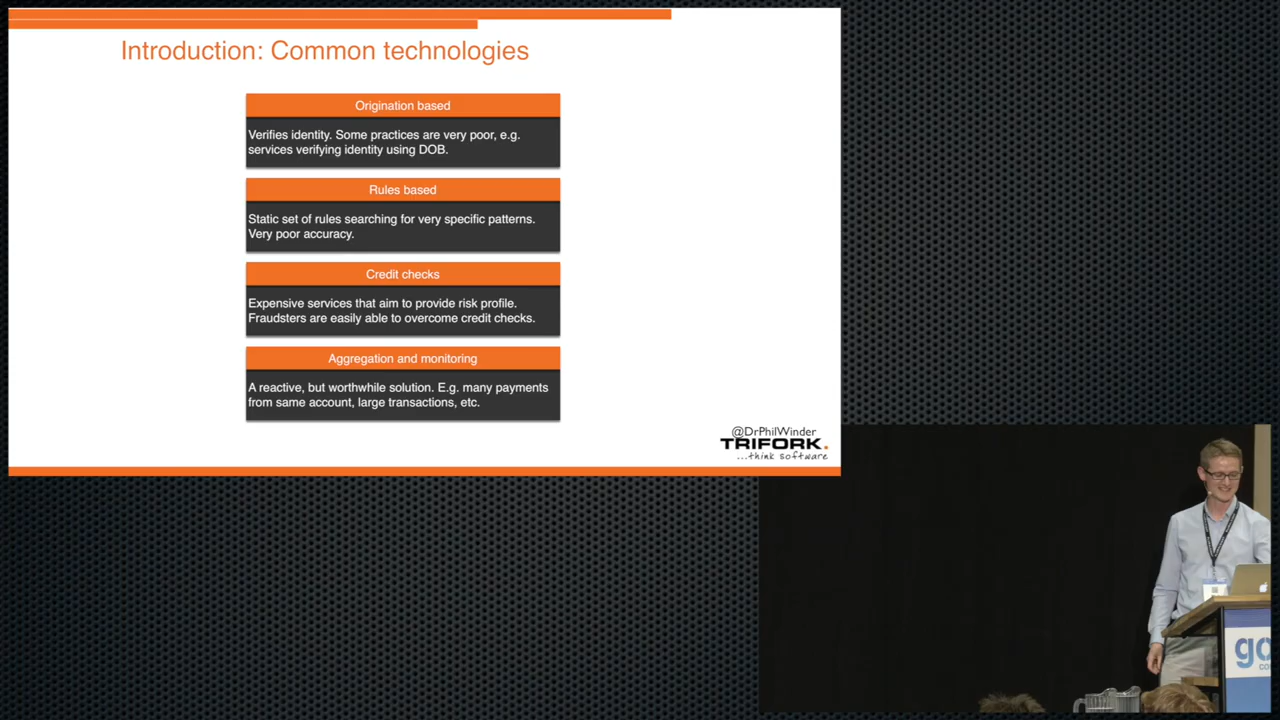 Introduction: Common technologies
Origination based
Verifies identity. Some practices are very poor, e.g.
services verifying identity using DOB.
Rules based
Static set of rules searching for very specific patterns.
Very poor accuracy.
Credit checks
Expensive services that aim to provide risk profile.
Fraudsters are easily able to overcome credit checks.
Aggregation and monitoring
A reactive, but worthwhile solution. E.g. many payments
from same account, large transactions, etc.
@DrPhilWinder
TRIFORK.
...think software